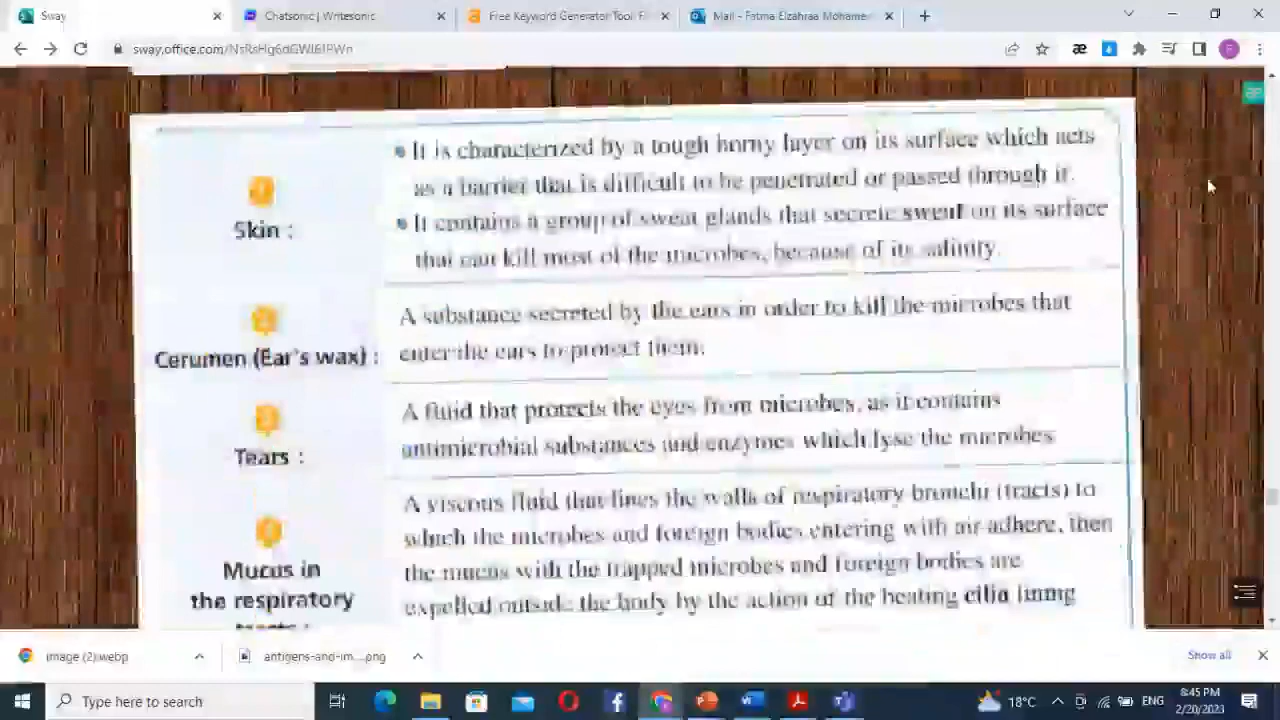 Sway
Chatsonic | Writesonic
Free Keyword Generator Tool: Fi
Mail - Fatma Elzahraa Mohame
sway.office.com/
1
Skin :
It is characterized by a tough horny layer on its surface which acts
as a barrier that is difficult to be penetrated or passed through it.
It contains a group of sweat glands that secrete sweat on its surface
that can kill most of the microbes, because of its salinity.
2
Cerumen (Ear's wax) :
A substance secreted by the ears in order to kill the microbes that
enter the ears to protect them.
3
Tears :
A fluid that protects the eyes from microbes, as it contains
antimicrobial substances and enzymes which lyse the microbes
4
Mucus in
the respiratory
tracts :
A viscous fluid that lines the walls of respiratory bronchi (tracts) to
which the microbes and foreign bodies entering with air adhere, then
the mucus with the trapped microbes and foreign bodies are
expelled outside the body by the action of the beating cilia lining
image (2).webp
antigens-and-im....png
Show all
Type here to search
18°C
ENG
8:45 PM
2/20/2023